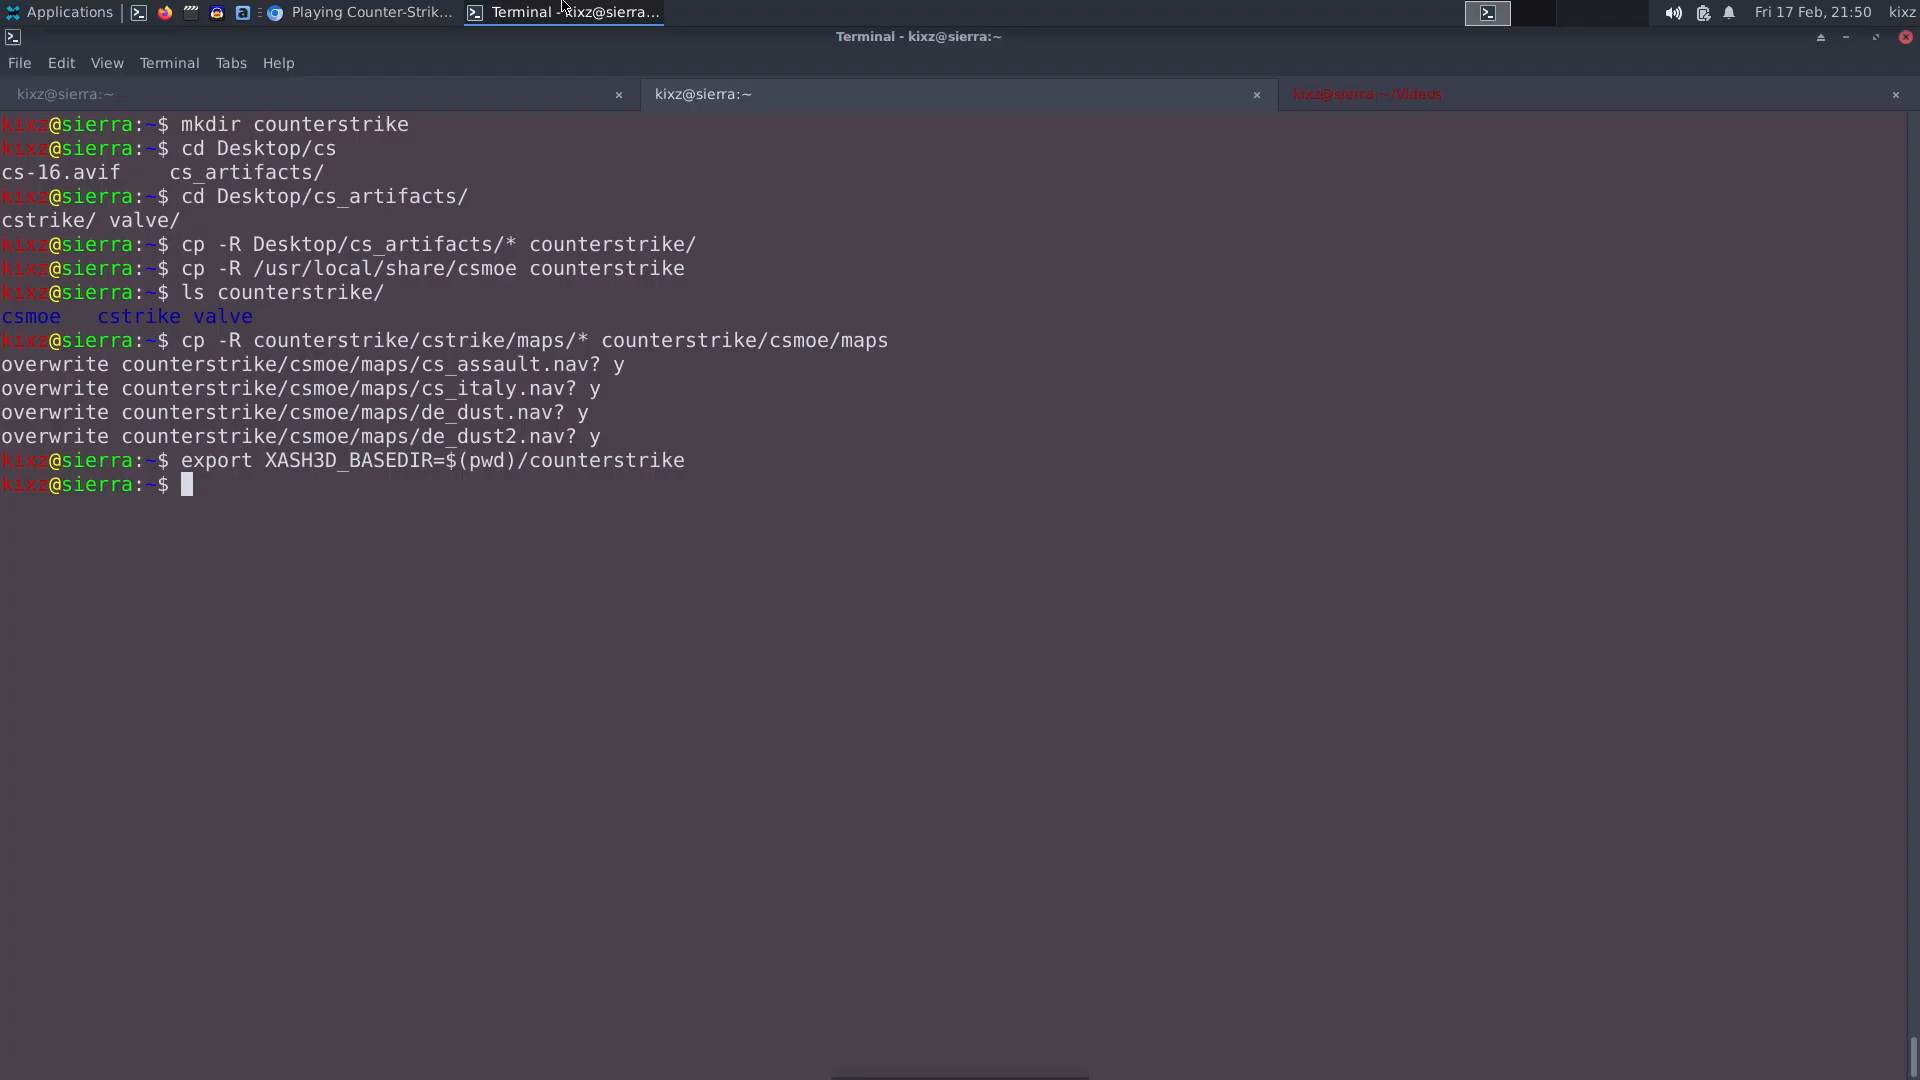 Applications Playing Counter-Strik... Terminal - kixz@sierra... Fri 17 Feb, 21:50 kixz
Terminal - kixz@sierra:~
File Edit View Terminal Tabs Help
kixz@sierra:~ kixz@sierra:~ kixz@sierra:~/Videos
kixz@sierra:~$ mkdir counterstrike
kixz@sierra:~$ cd Desktop/cs
cs-16.avif cs_artifacts/
kixz@sierra:~$ cd Desktop/cs_artifacts/
cstrike/ valve/
kixz@sierra:~$ cp -R Desktop/cs_artifacts/* counterstrike/
kixz@sierra:~$ cp -R /usr/local/share/csmoe counterstrike
kixz@sierra:~$ ls counterstrike/
csmoe cstrike valve
kixz@sierra:~$ cp -R counterstrike/cstrike/maps/* counterstrike/csmoe/maps
overwrite counterstrike/csmoe/maps/cs_assault.nav? y
overwrite counterstrike/csmoe/maps/cs_italy.nav? y
overwrite counterstrike/csmoe/maps/de_dust.nav? y
overwrite counterstrike/csmoe/maps/de_dust2.nav? y
kixz@sierra:~$ export XASH3D_BASEDIR=$(pwd)/counterstrike
kixz@sierra:~$